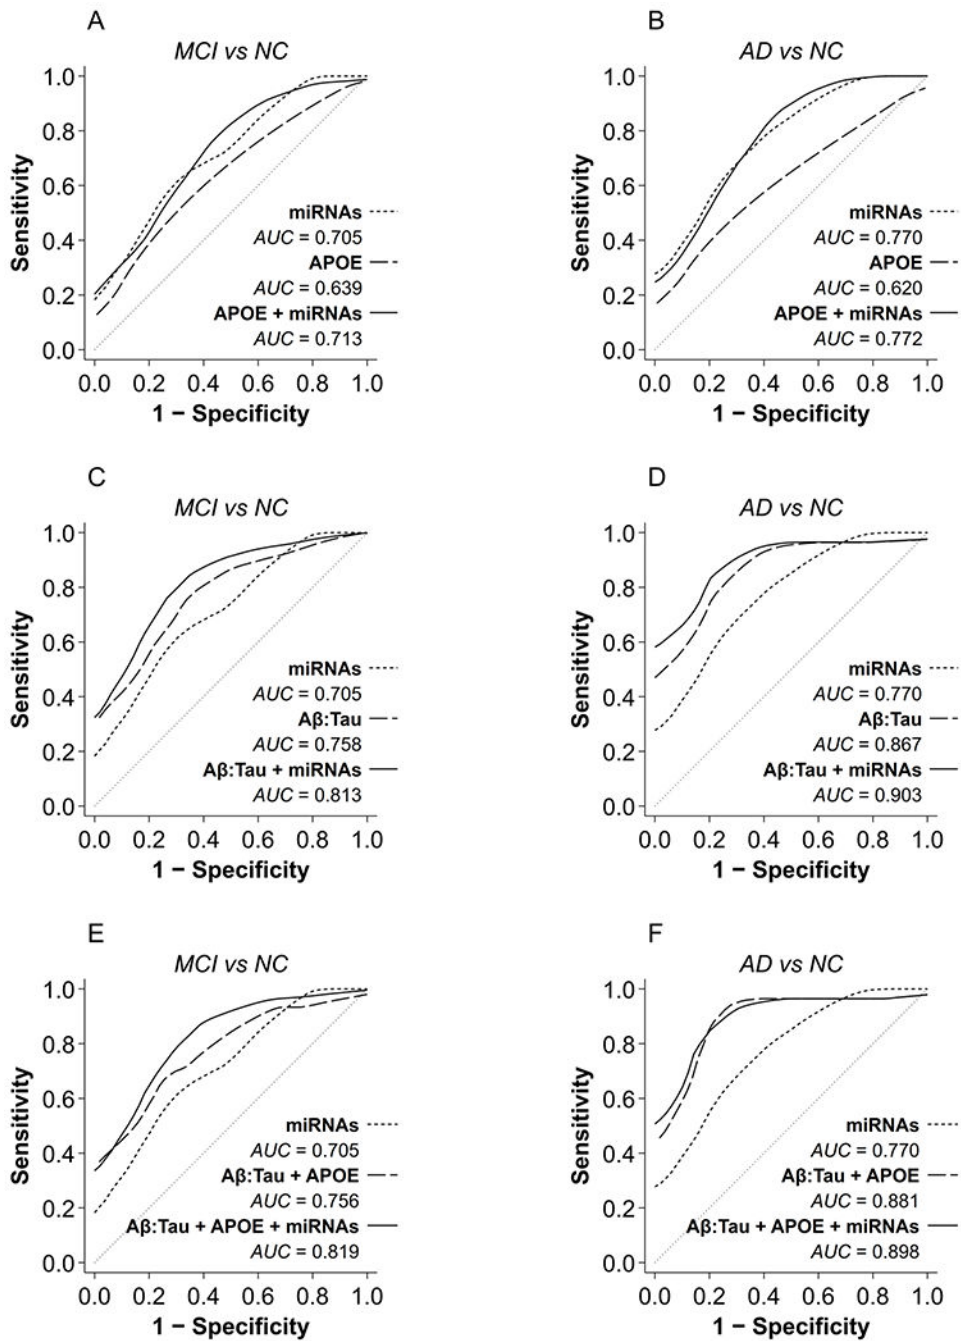 A
MCI vs NC
1.0
0.8
0.6
0.4
0.2
0.0
Sensitivity
miRNAs
AUC = 0.705
APOE
AUC = 0.639
APOE + miRNAs
AUC = 0.713
0.0 0.2 0.4 0.6 0.8 1.0
1 − Specificity
B
AD vs NC
1.0
0.8
0.6
0.4
0.2
0.0
Sensitivity
miRNAs
AUC = 0.770
APOE
AUC = 0.620
APOE + miRNAs
AUC = 0.772
0.0 0.2 0.4 0.6 0.8 1.0
1 − Specificity
C
MCI vs NC
1.0
0.8
0.6
0.4
0.2
0.0
Sensitivity
miRNAs
AUC = 0.705
Aβ:Tau
AUC = 0.758
Aβ:Tau + miRNAs
AUC = 0.813
0.0 0.2 0.4 0.6 0.8 1.0
1 − Specificity
D
AD vs NC
1.0
0.8
0.6
0.4
0.2
0.0
Sensitivity
miRNAs
AUC = 0.770
Aβ:Tau
AUC = 0.867
Aβ:Tau + miRNAs
AUC = 0.903
0.0 0.2 0.4 0.6 0.8 1.0
1 − Specificity
E
MCI vs NC
1.0
0.8
0.6
0.4
0.2
0.0
Sensitivity
miRNAs
AUC = 0.705
Aβ:Tau + APOE
AUC = 0.756
Aβ:Tau + APOE + miRNAs
AUC = 0.819
0.0 0.2 0.4 0.6 0.8 1.0
1 − Specificity
F
AD vs NC
1.0
0.8
0.6
0.4
0.2
0.0
Sensitivity
miRNAs
AUC = 0.770
Aβ:Tau + APOE
AUC = 0.881
Aβ:Tau + APOE + miRNAs
AUC = 0.898
0.0 0.2 0.4 0.6 0.8 1.0
1 − Specificity